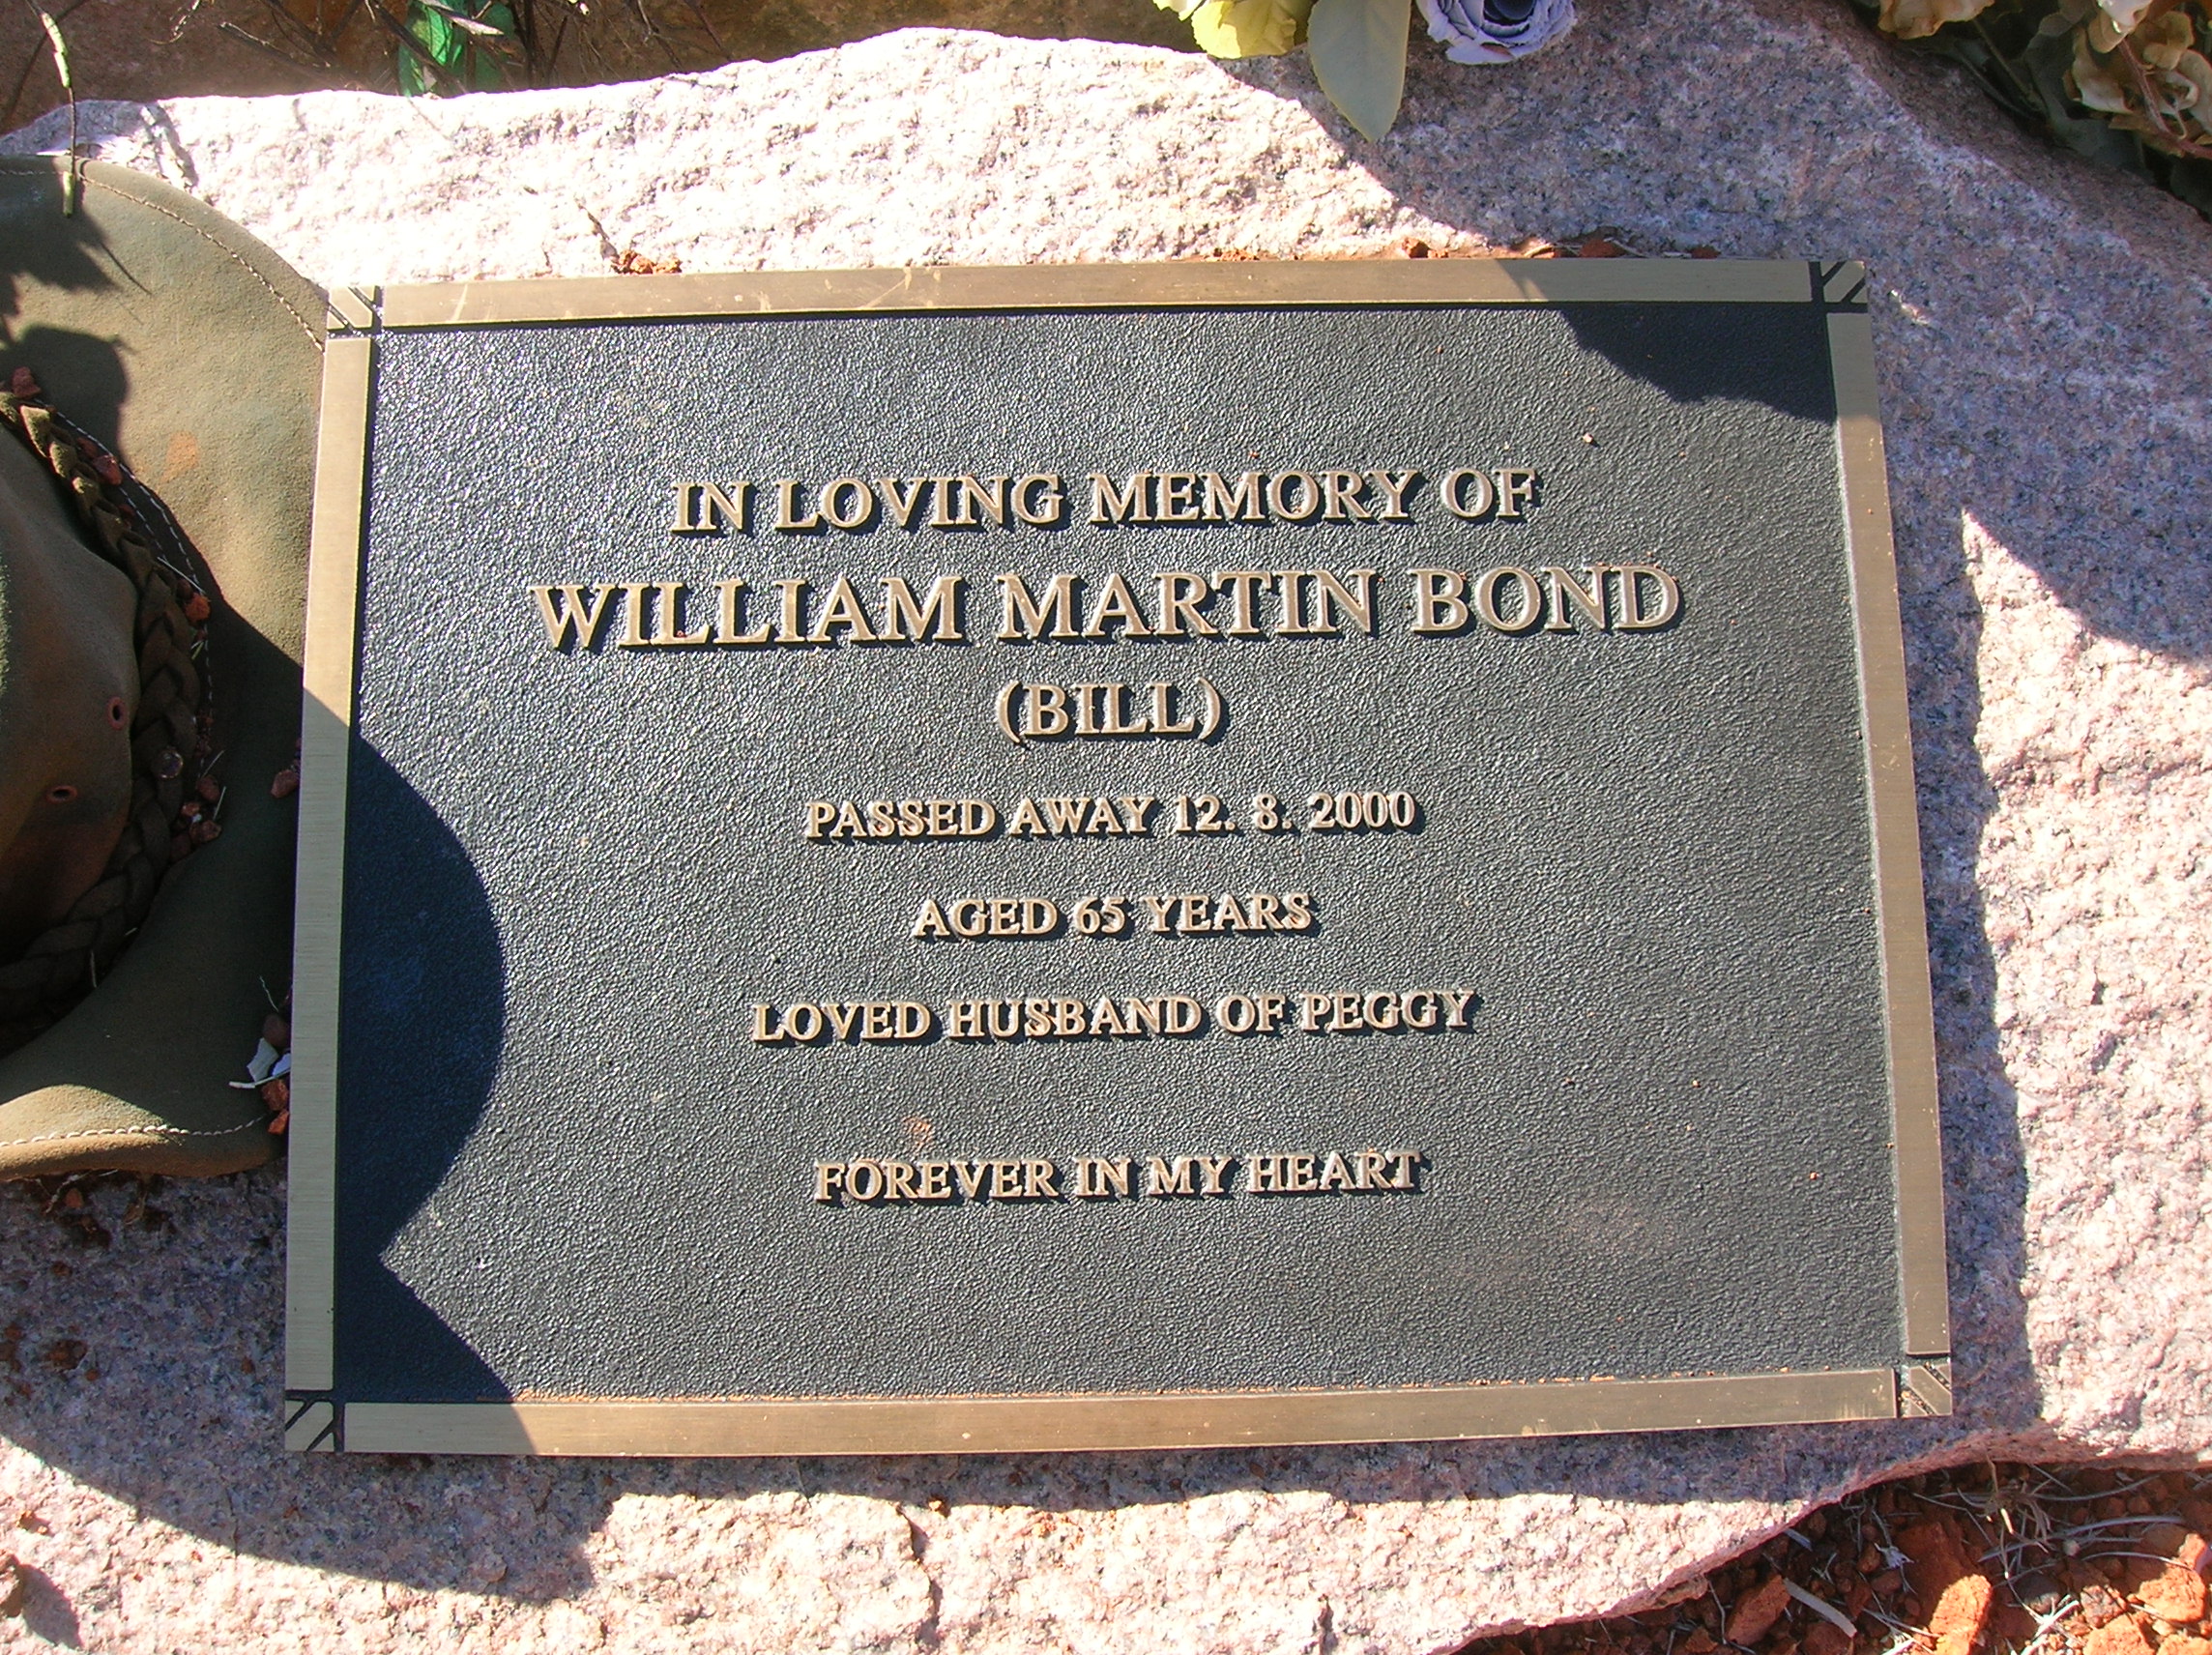 IN LOVING MEMORY OF
WILLIAM MARTIN BOND
(BILL)
PASSED AWAY 12. 8. 2000
AGED 65 YEARS
LOVED HUSBAND OF PEGGY
FOREVER IN MY HEART